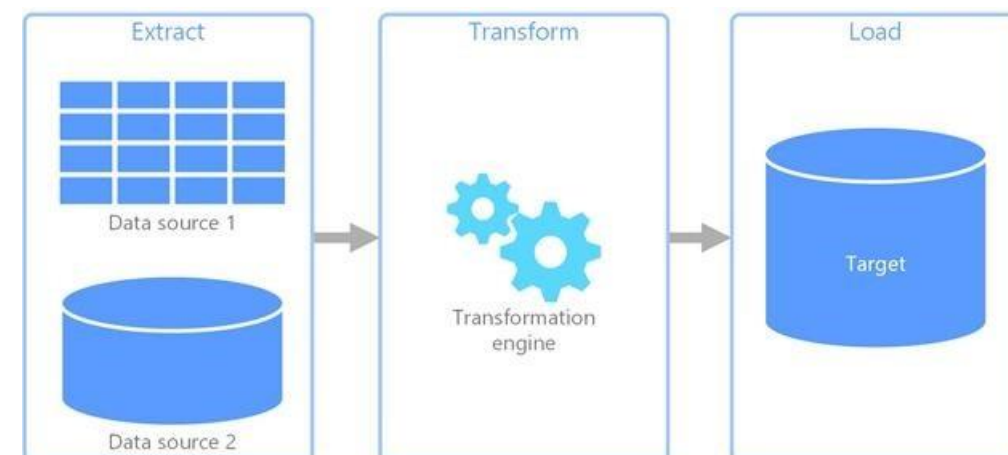 Extract
Data source 1
Data source 2
Transform
Transformation
engine
Load
Target